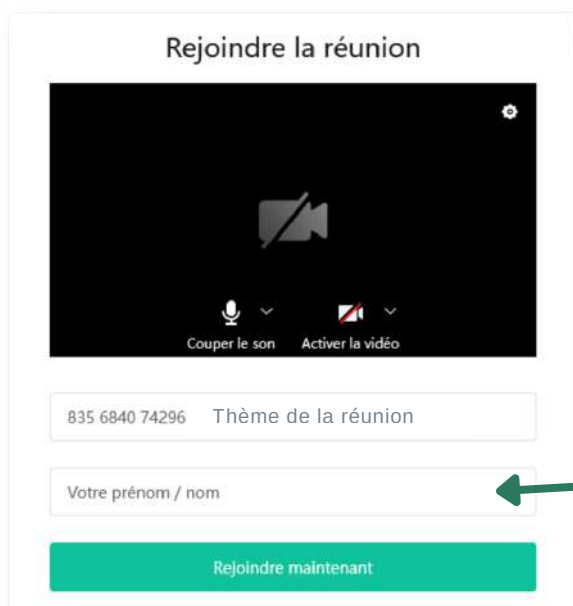 Rejoindre la réunion
Couper le son Activer la vidéo
835 6840 74296 Thème de la réunion
Votre prénom / nom
Rejoindre maintenant